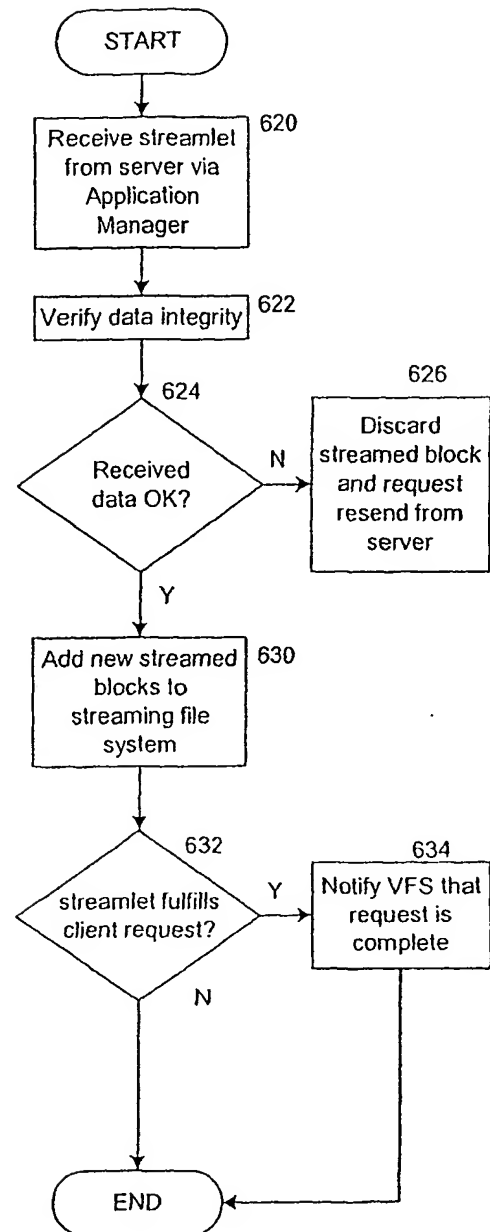 START
620
Receive streamlet
from server via
Application
Manager
622
Verify data integrity
624
Received
data OK?
N
626
Discard
streamed block
and request
resend from
server
Y
630
Add new streamed
blocks to
streaming file
system
632
streamlet fulfills
client request?
Y
634
Notify VFS that
request is
complete
N
END